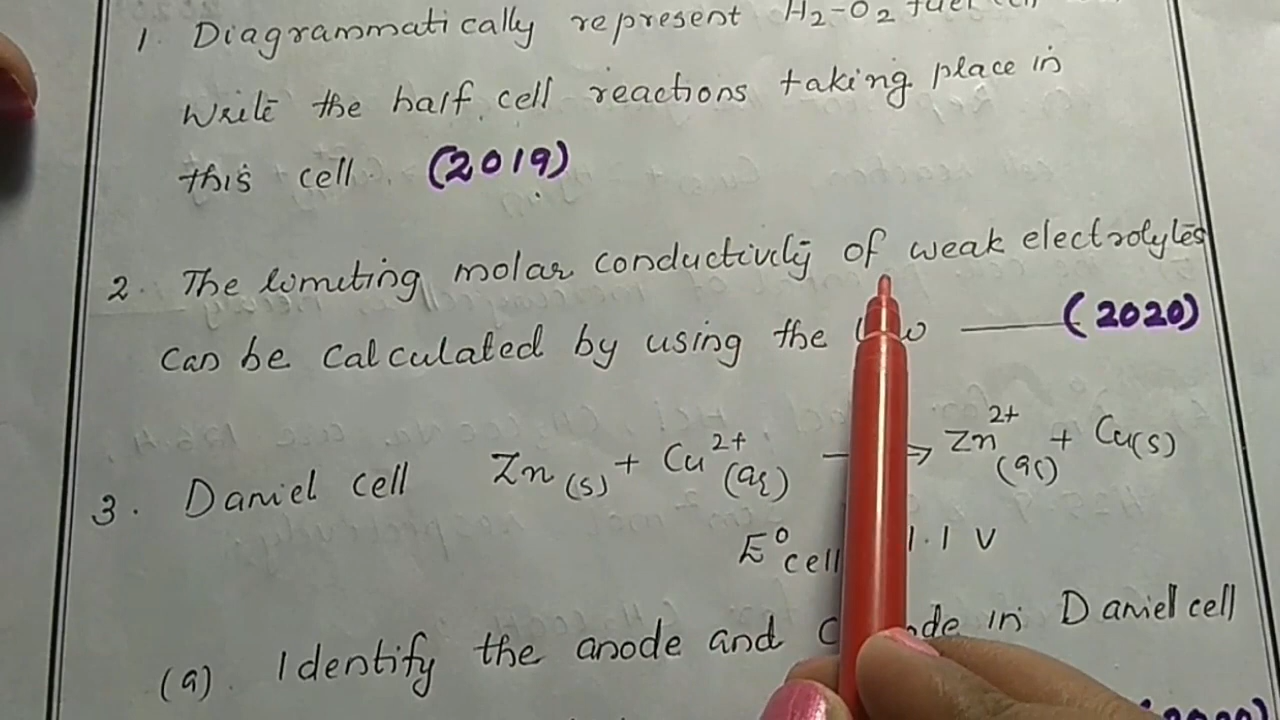 1. Diagrammatically represent H2-O2 fuel cell
Write the half cell reactions taking place in
this cell. (2019)
2. The limiting molar conductivity of weak electrolytes
can be calculated by using the (2020)
3. Daniel cell Zn(s) + Cu2+(aq) → Zn2+(aq) + Cu(s)
E0cell 1.1 V
(a). Identify the anode and in Daniel cell